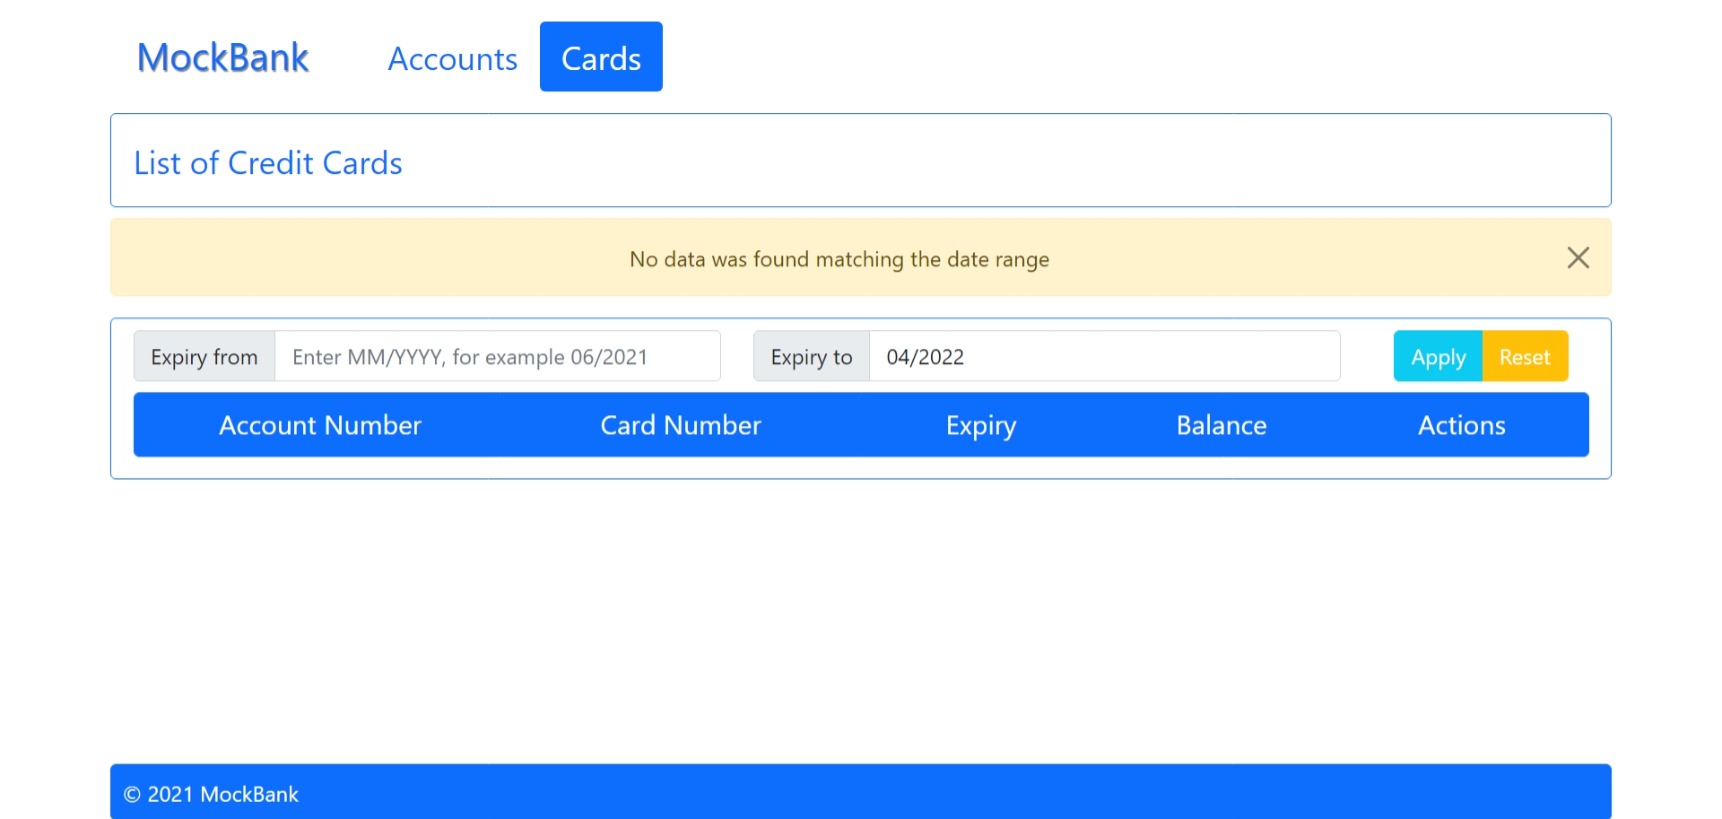 MockBank Accounts Cards
List of Credit Cards
No data was found matching the date range
Expiry from Enter MM/YYYY, for example 06/2021 Expiry to 04/2022 Apply Reset
Account Number Card Number Expiry Balance Actions
© 2021 MockBank